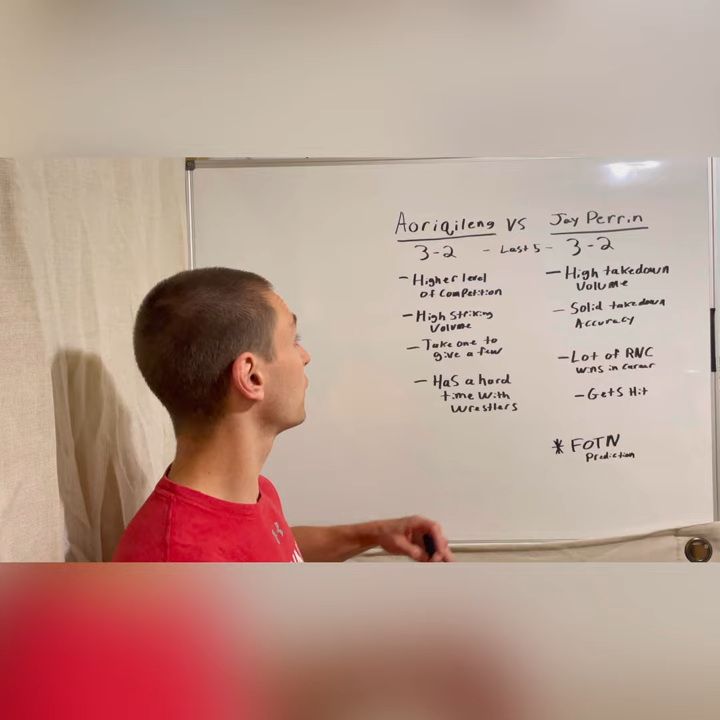 Aoriqileng VS Jay Perrin
3-2 - Last 5 - 3-2
- Higher level
of competition
- High Striking
Volume
- Take one to
give a few
- Has a hard
time with
wrestlers
- High takedown
Volume
- Solid takedown
Accuracy
- Lot of RNC
wins in career
- Gets Hit
* FOTN
Prediction